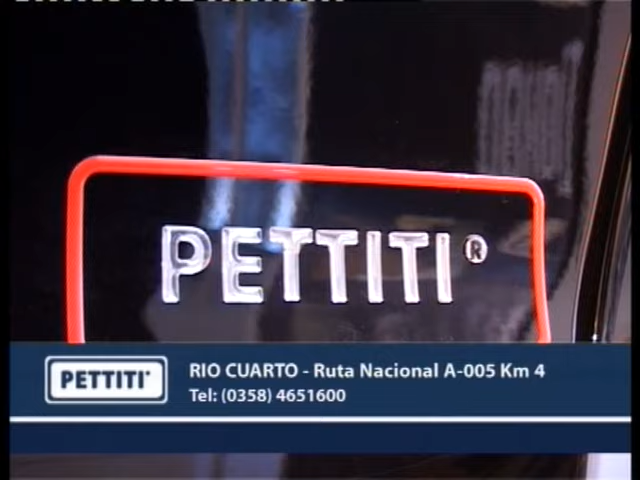 PETTITI®
PETTITI®
RIO CUARTO - Ruta Nacional A-005 Km 4
Tel: (0358) 4651600